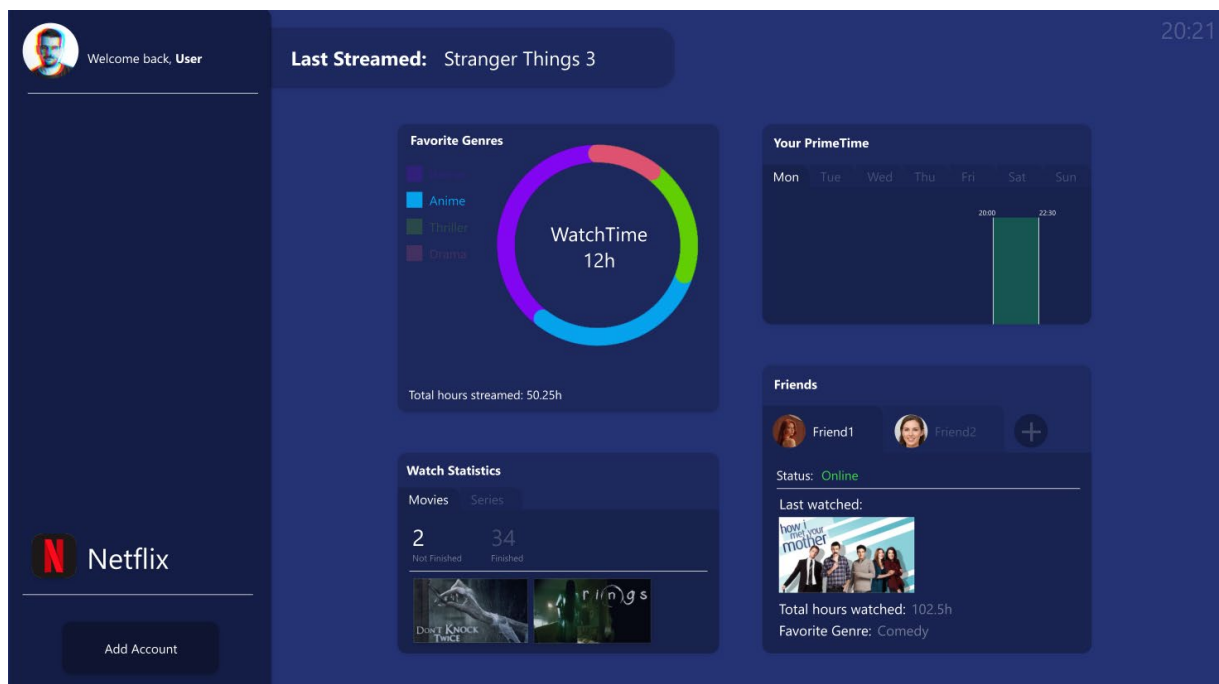 Welcome back, User
Last Streamed: Stranger Things 3
20:21
Favorite Genres
Anime
Thriller
Drama
WatchTime
12h
Total hours streamed: 50.25h
Your PrimeTime
Mon Tue Wed Thu Fri Sat Sun
20:00 22:30
Friends
Friend1 Friend2
Status: Online
Last watched:
how i
met your
mother
Total hours watched: 102.5h
Favorite Genre: Comedy
Watch Statistics
Movies Series
2 34
Not Finished Finished
DON'T KNOCK
TWICE
rings
N Netflix
Add Account